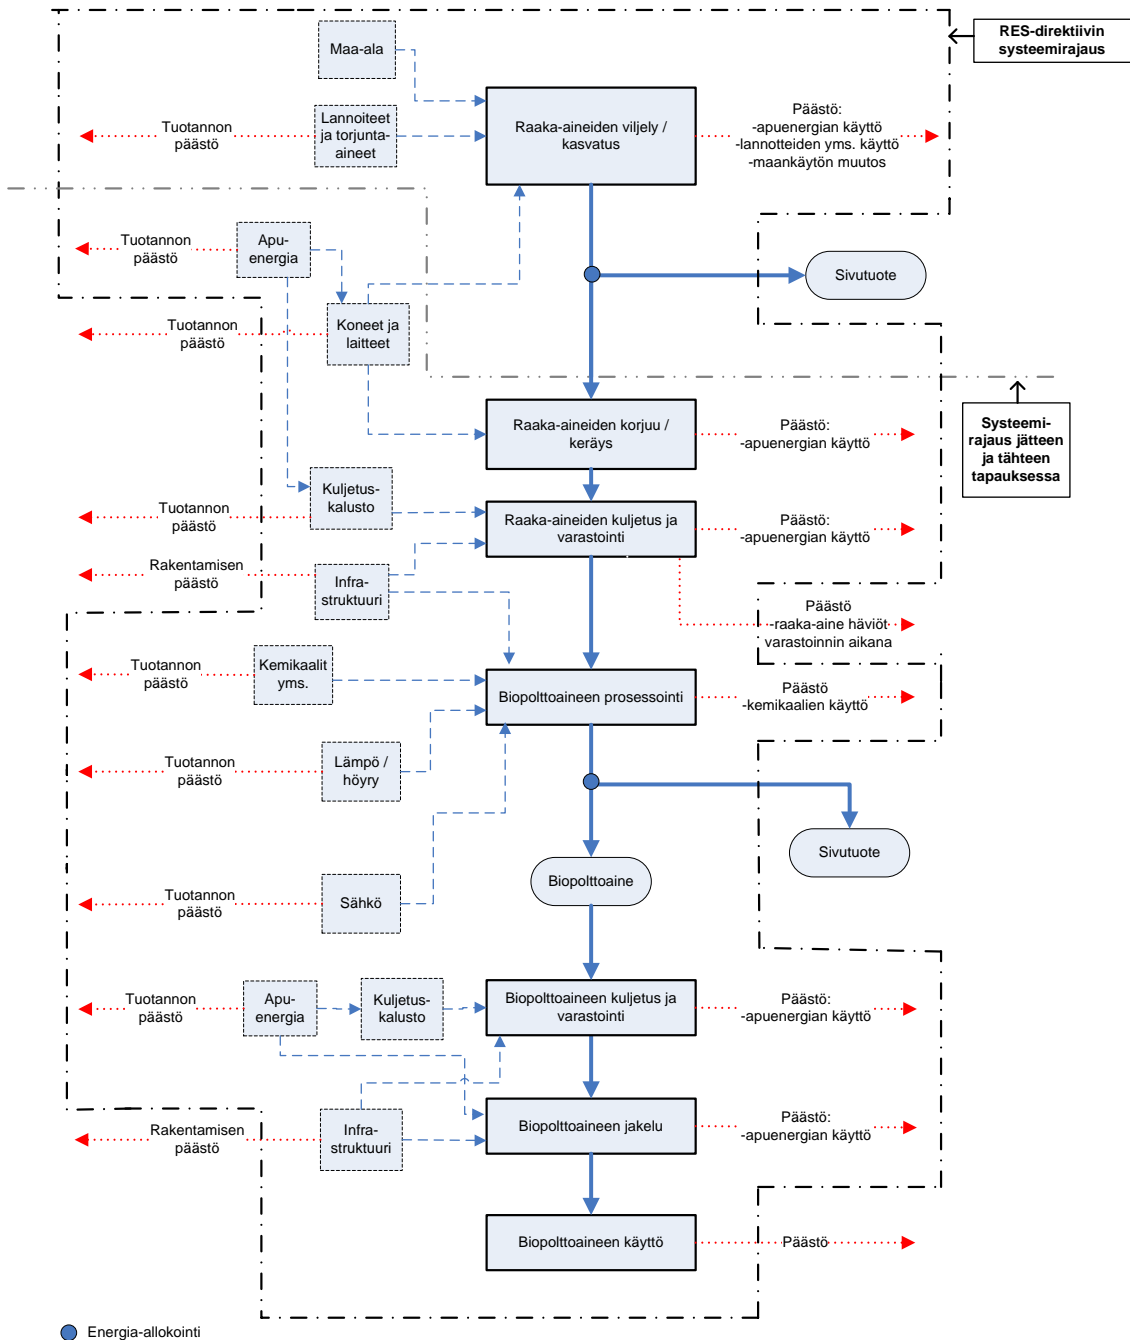 RES-direktiivin
systeemirajaus
Maa-ala
Tuotannon
päästö
Lannoiteet
ja torjunta-
aineet
Raaka-aineiden viljely /
kasvatus
Päästö:
-apuenergian käyttö
-lannotteiden yms. käyttö
-maankäytön muutos
Tuotannon
päästö
Apu-
energia
Sivutuote
Tuotannon
päästö
Koneet ja
laitteet
Raaka-aineiden korjuu /
keräys
Päästö:
-apuenergian käyttö
Systeemi-
rajaus jätteen
ja tähteen
tapauksessa
Tuotannon
päästö
Kuljetus-
kalusto
Raaka-aineiden kuljetus ja
varastointi
Päästö:
-apuenergian käyttö
Rakentamisen
päästö
Infra-
struktuuri
Päästö
-raaka-aine häviöt
varastoinnin aikana
Tuotannon
päästö
Kemikaalit
yms.
Biopolttoaineen prosessointi
Päästö
-kemikaalien käyttö
Tuotannon
päästö
Lämpö /
höyry
Sivutuote
Biopolttoaine
Tuotannon
päästö
Sähkö
Tuotannon
päästö
Apu-
energia
Kuljetus-
kalusto
Biopolttoaineen kuljetus ja
varastointi
Päästö:
-apuenergian käyttö
Rakentamisen
päästö
Infra-
struktuuri
Biopolttoaineen jakelu
Päästö:
-apuenergian käyttö
Biopolttoaineen käyttö
Päästö
Energia-allokointi